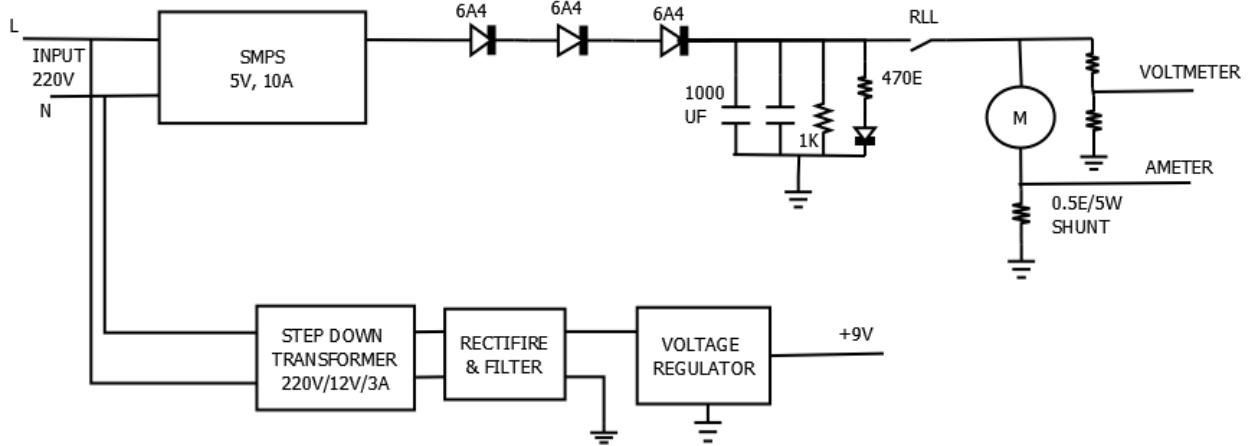 L
INPUT
220V
N
SMPS
5V, 10A
6A4
6A4
6A4
1000
UF
1K
470E
RLL
M
VOLTMETER
AMETER
0.5E/5W
SHUNT
STEP DOWN
TRANSFORMER
220V/12V/3A
RECTIFIRE
& FILTER
VOLTAGE
REGULATOR
+9V